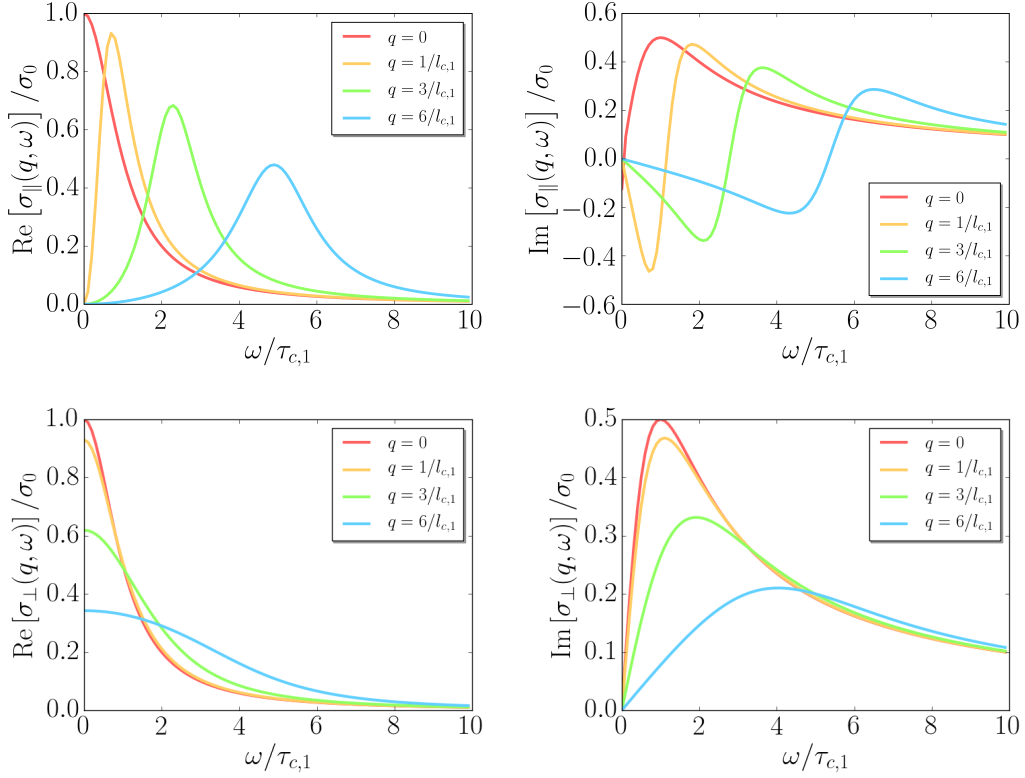 Re [σ∥(q, ω)] /σ0
1.0
0.8
0.6
0.4
0.2
0.0
q = 0
q = 1/lc,1
q = 3/lc,1
q = 6/lc,1
0 2 4 6 8 10
ω/τc,1
Im [σ∥(q, ω)] /σ0
0.6
0.4
0.2
0.0
−0.2
−0.4
−0.6
q = 0
q = 1/lc,1
q = 3/lc,1
q = 6/lc,1
0 2 4 6 8 10
ω/τc,1
Re [σ⊥(q, ω)] /σ0
1.0
0.8
0.6
0.4
0.2
0.0
q = 0
q = 1/lc,1
q = 3/lc,1
q = 6/lc,1
0 2 4 6 8 10
ω/τc,1
Im [σ⊥(q, ω)] /σ0
0.5
0.4
0.3
0.2
0.1
0.0
q = 0
q = 1/lc,1
q = 3/lc,1
q = 6/lc,1
0 2 4 6 8 10
ω/τc,1